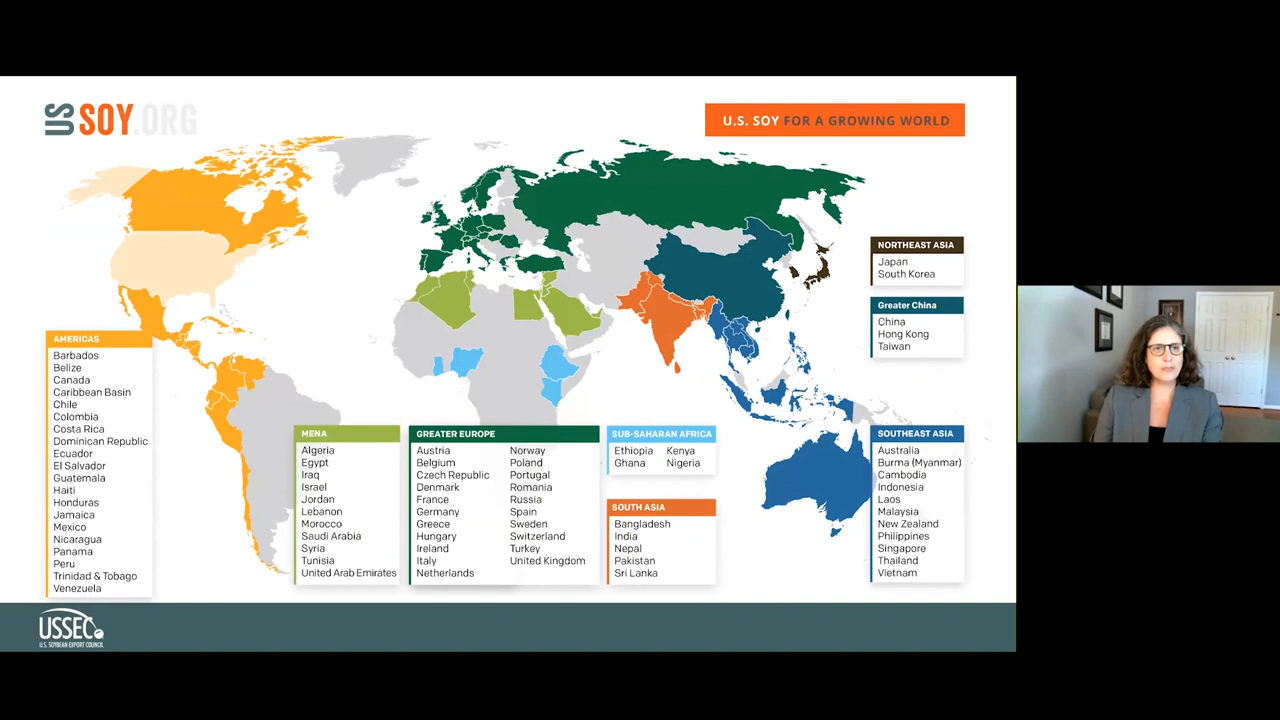 US SOY.ORG
U.S. SOY FOR A GROWING WORLD
NORTHEAST ASIA
Japan
South Korea
Greater China
China
Hong Kong
Taiwan
AMERICAS
Barbados
Belize
Canada
Caribbean Basin
Chile
Colombia
Costa Rica
Dominican Republic
Ecuador
El Salvador
Guatemala
Haiti
Honduras
Jamaica
Mexico
Nicaragua
Panama
Peru
Trinidad & Tobago
Venezuela
MENA
Algeria
Egypt
Iraq
Israel
Jordan
Lebanon
Morocco
Saudi Arabia
Syria
Tunisia
United Arab Emirates
GREATER EUROPE
Austria
Belgium
Czech Republic
Denmark
France
Germany
Greece
Hungary
Ireland
Italy
Netherlands
Norway
Poland
Portugal
Romania
Russia
Spain
Sweden
Switzerland
Turkey
United Kingdom
SUB-SAHARAN AFRICA
Ethiopia Kenya
Ghana Nigeria
SOUTH ASIA
Bangladesh
India
Nepal
Pakistan
Sri Lanka
SOUTHEAST ASIA
Australia
Burma (Myanmar)
Cambodia
Indonesia
Laos
Malaysia
New Zealand
Philippines
Singapore
Thailand
Vietnam
USSEC
U.S. SOYBEAN EXPORT COUNCIL